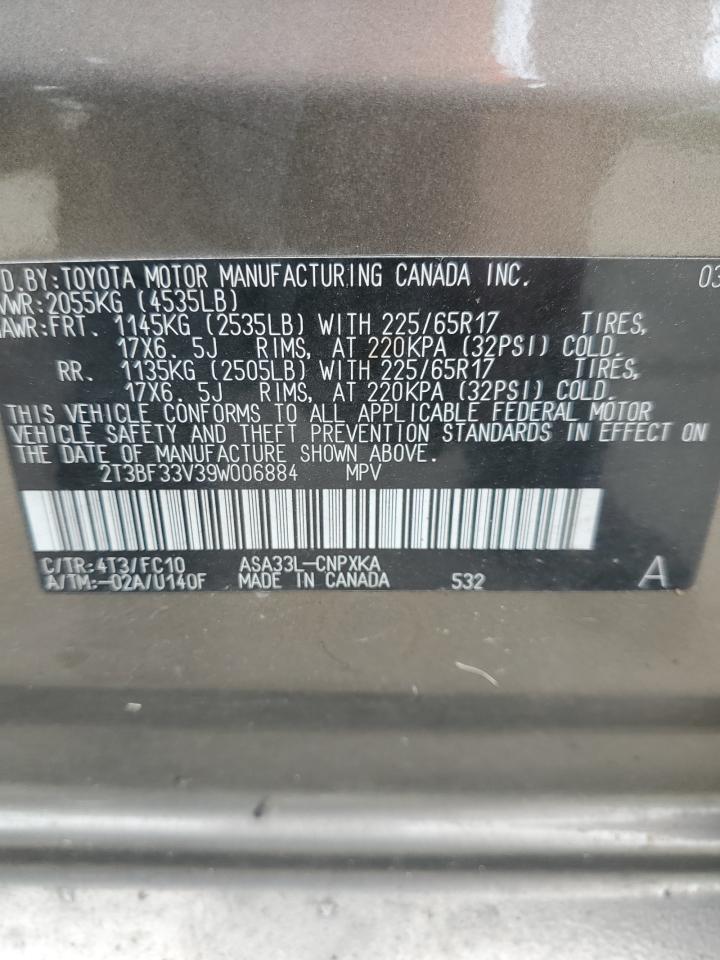 D.BY:TOYOTA MOTOR MANUFACTURING CANADA INC. 03
VWR:2055KG (4535LB)
AWR:FRT. 1145KG (2535LB) WITH 225/65R17 TIRES,
17X6. 5J RIMS, AT 220KPA (32PSI) COLD.
RR. 1135KG (2505LB) WITH 225/65R17 TIRES,
17X6. 5J RIMS, AT 220KPA (32PSI) COLD.
THIS VEHICLE CONFORMS TO ALL APPLICABLE FEDERAL MOTOR
VEHICLE SAFETY AND THEFT PREVENTION STANDARDS IN EFFECT ON
THE DATE OF MANUFACTURE SHOWN ABOVE.
2T3BF33V39W006884 MPV
C/TR:4T3/FC10 ASA33L-CNPXKA
A/TM:-02A/U140F MADE IN CANADA 532 A